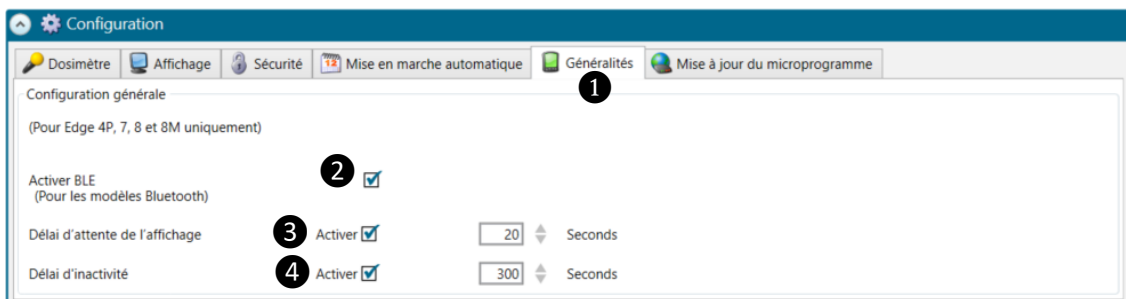 Configuration
Dosimètre Affichage Sécurité 12 Mise en marche automatique Généralités Mise à jour du microprogramme
1
Configuration générale
(Pour Edge 4P, 7, 8 et 8M uniquement)
2
Activer BLE
(Pour les modèles Bluetooth)
Délai d'attente de l'affichage 3 Activer 20 Seconds
Délai d'inactivité 4 Activer 300 Seconds